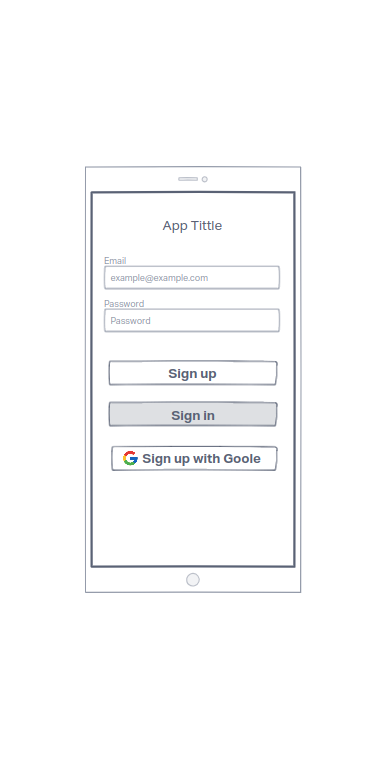 App Tittle
Email
example@example.com
Password
Password
Sign up
Sign in
Sign up with Goole